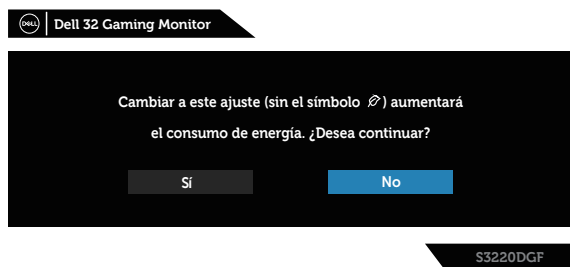 DELL
Dell 32 Gaming Monitor
Cambiar a este ajuste (sin el símbolo ) aumentará
el consumo de energía. ¿Desea continuar?
Sí
No
S3220DGF